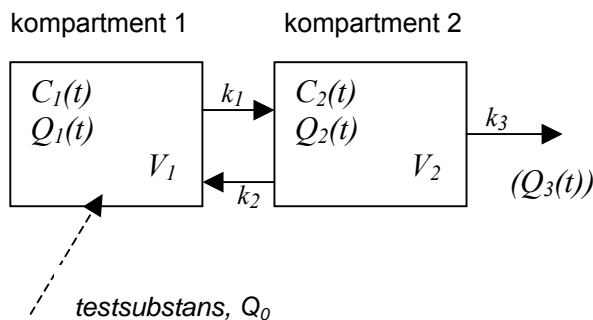 kompartment 1
kompartment 2
C₁(t)
Q₁(t)
V₁
k₁
k₂
C₂(t)
Q₂(t)
V₂
k₃
(Q₃(t))
testsubstans, Q₀